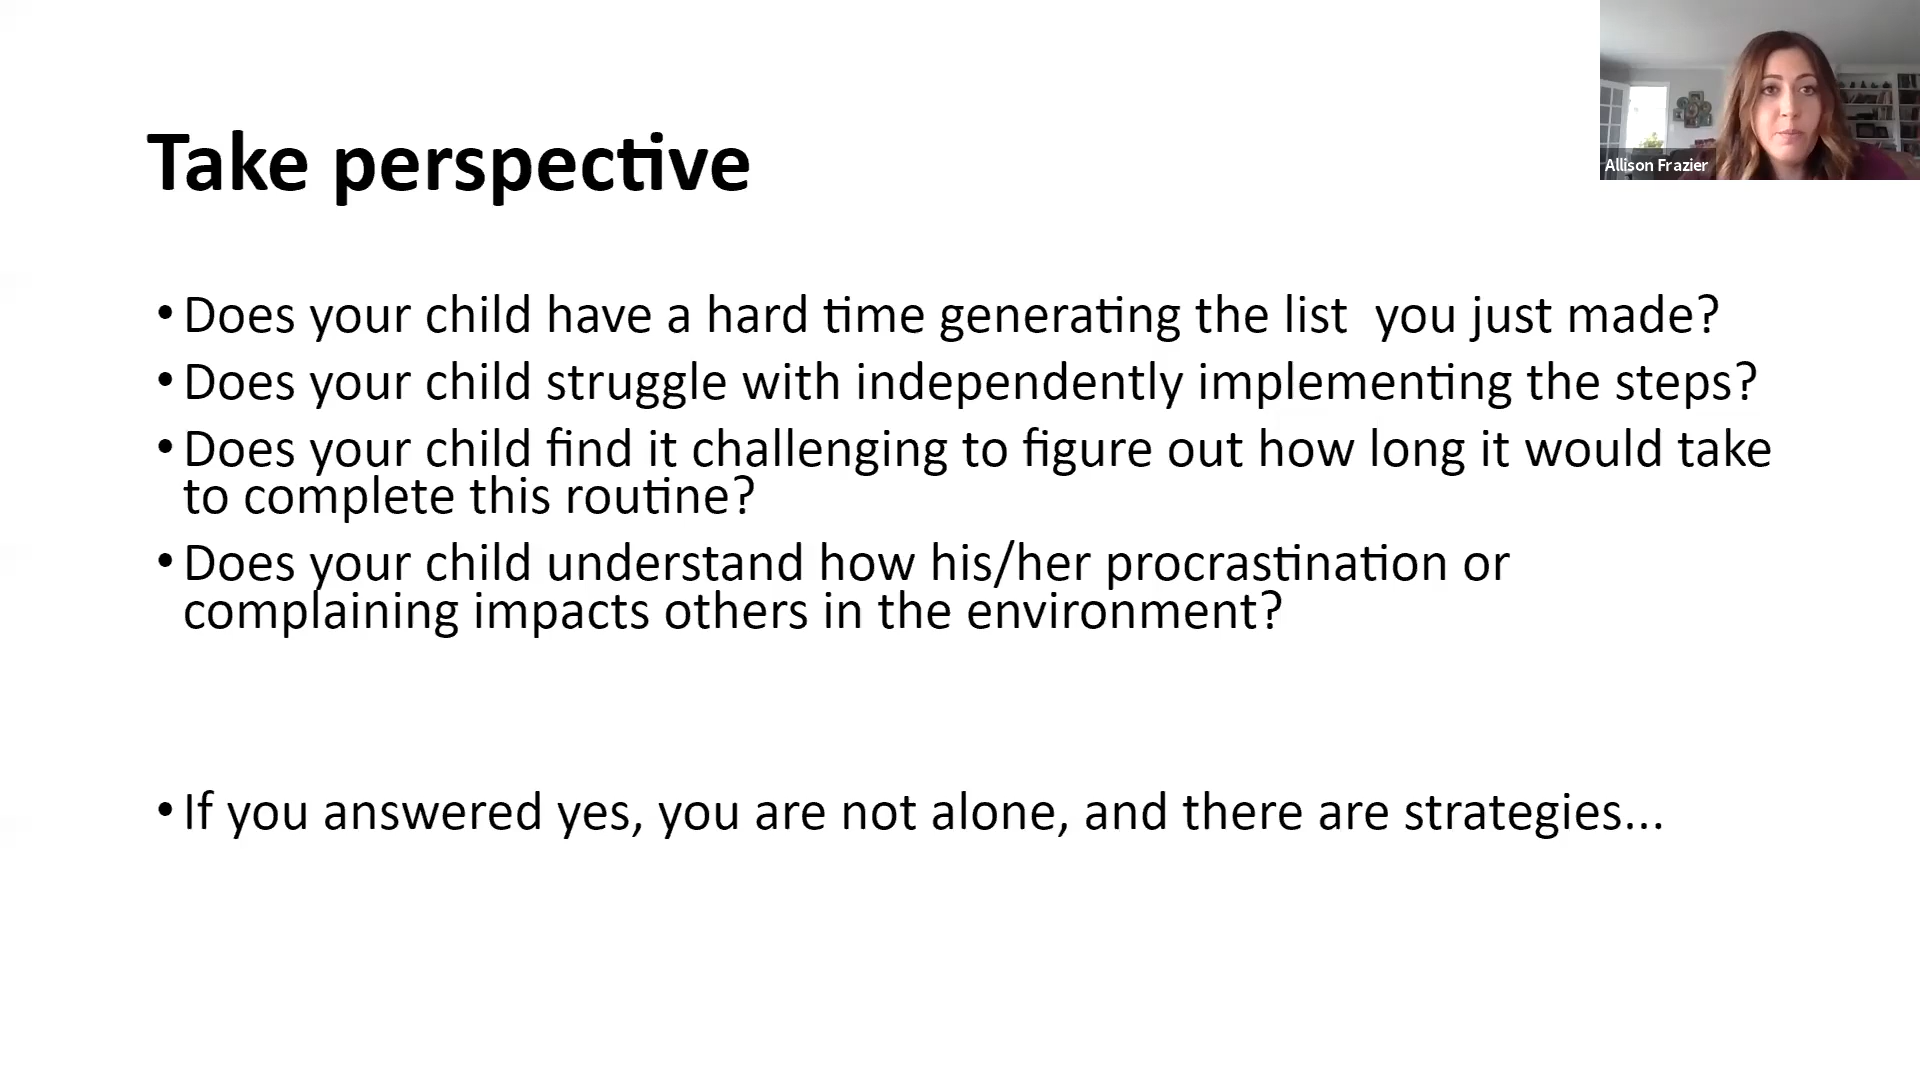 Take perspective
Allison Frazier
• Does your child have a hard time generating the list  you just made?
• Does your child struggle with independently implementing the steps?
• Does your child find it challenging to figure out how long it would take
to complete this routine?
• Does your child understand how his/her procrastination or
complaining impacts others in the environment?
• If you answered yes, you are not alone, and there are strategies...